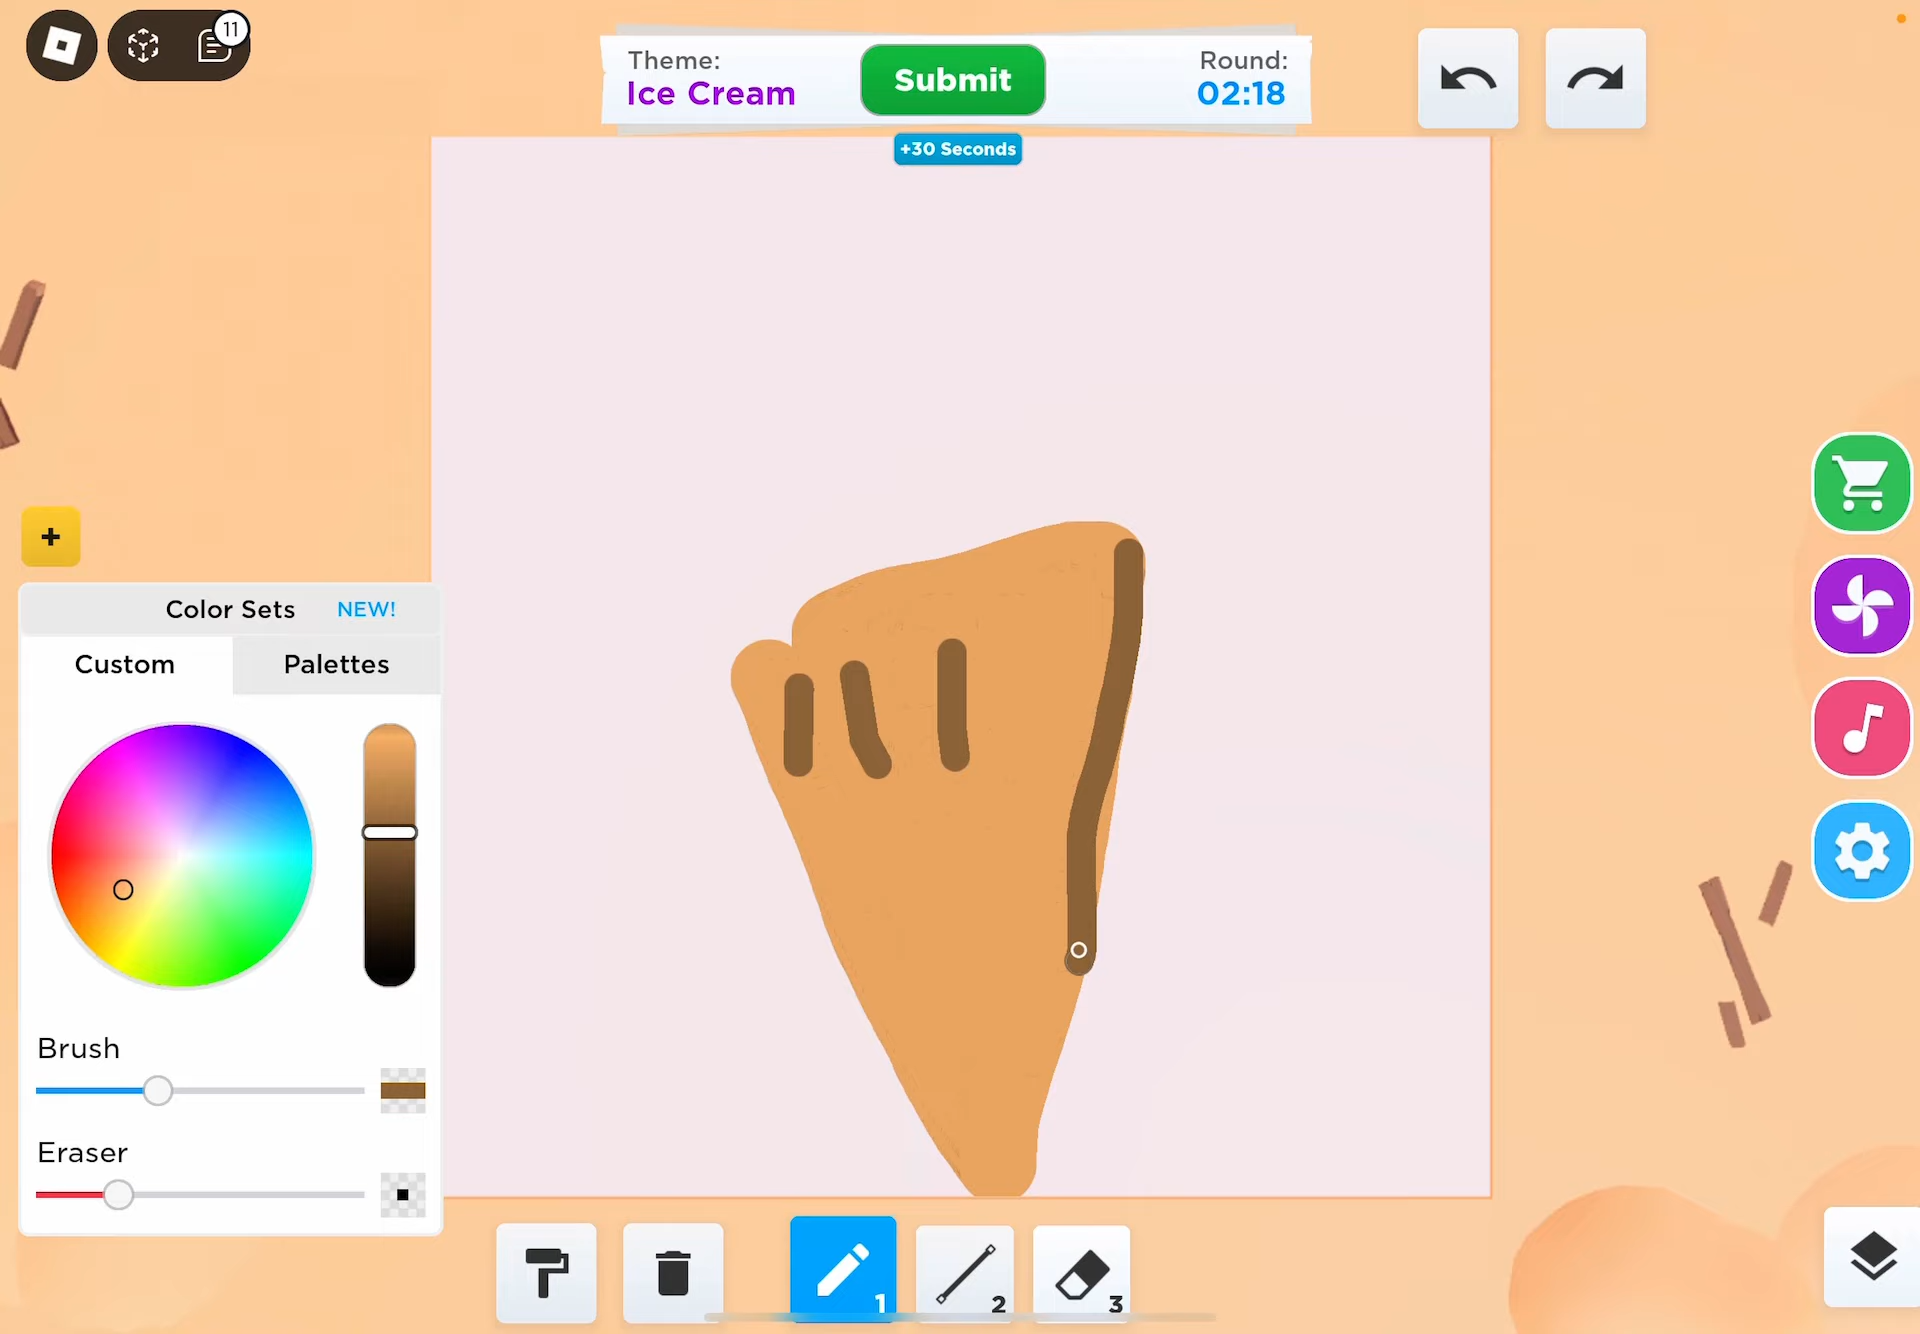 11
Theme:
Ice Cream
Submit
Round:
02:18
+30 Seconds
+
Color Sets NEW!
Custom
Palettes
Brush
Eraser
1
2
3